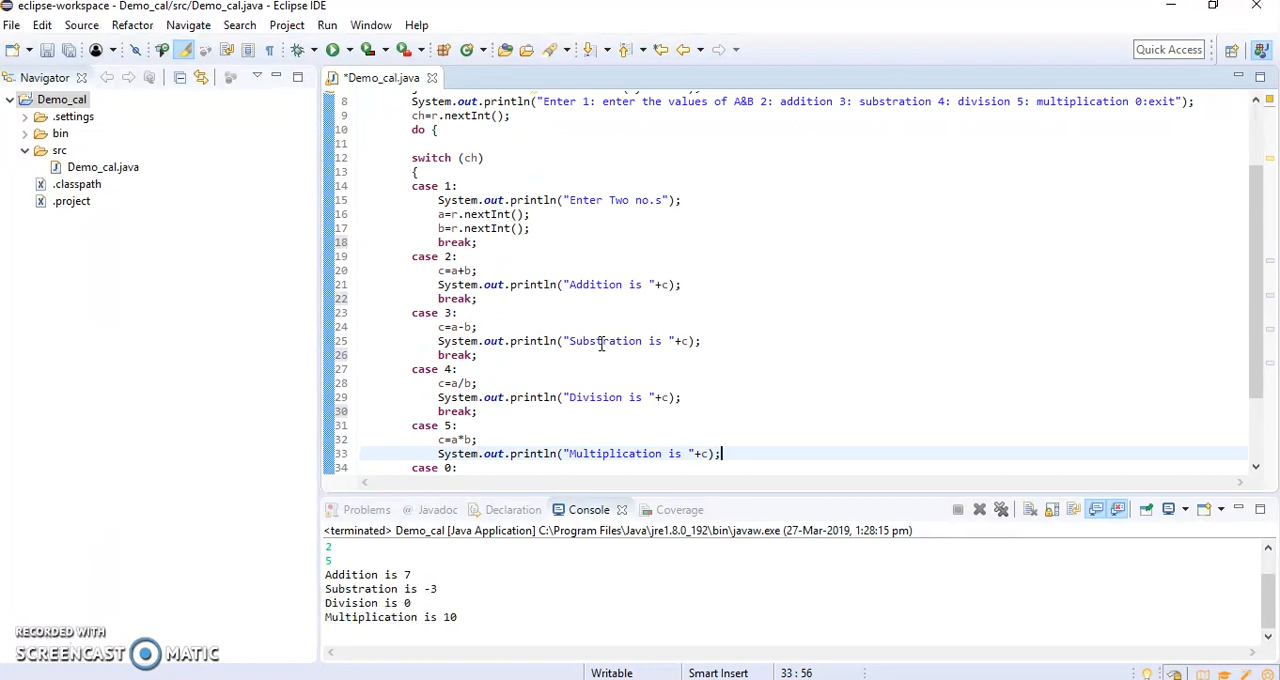 eclipse-workspace - Demo_cal/src/Demo_cal.java - Eclipse IDE
File Edit Source Refactor Navigate Search Project Run Window Help
Quick Access
Navigator
*Demo_cal.java
Demo_cal
.settings
bin
src
Demo_cal.java
.classpath
.project
8 System.out.println("Enter 1: enter the values of A&B 2: addition 3: substration 4: division 5: multiplication 0:exit");
9 ch=r.nextInt();
10 do {
11
12 switch (ch)
13 {
14 case 1:
15 System.out.println("Enter Two no.s");
16 a=r.nextInt();
17 b=r.nextInt();
18 break;
19 case 2:
20 c=a+b;
21 System.out.println("Addition is "+c);
22 break;
23 case 3:
24 c=a-b;
25 System.out.println("Substration is "+c);
26 break;
27 case 4:
28 c=a/b;
29 System.out.println("Division is "+c);
30 break;
31 case 5:
32 c=a*b;
33 System.out.println("Multiplication is "+c);
34 case 0:
Problems @ Javadoc Declaration Console Coverage
<terminated> Demo_cal [Java Application] C:\Program Files\Java\jre1.8.0_192\bin\javaw.exe (27-Mar-2019, 1:28:15 pm)
2
5
Addition is 7
Substration is -3
Division is 0
Multiplication is 10
RECORDED WITH
SCREENCAST MATIC
Writable Smart Insert 33 : 56